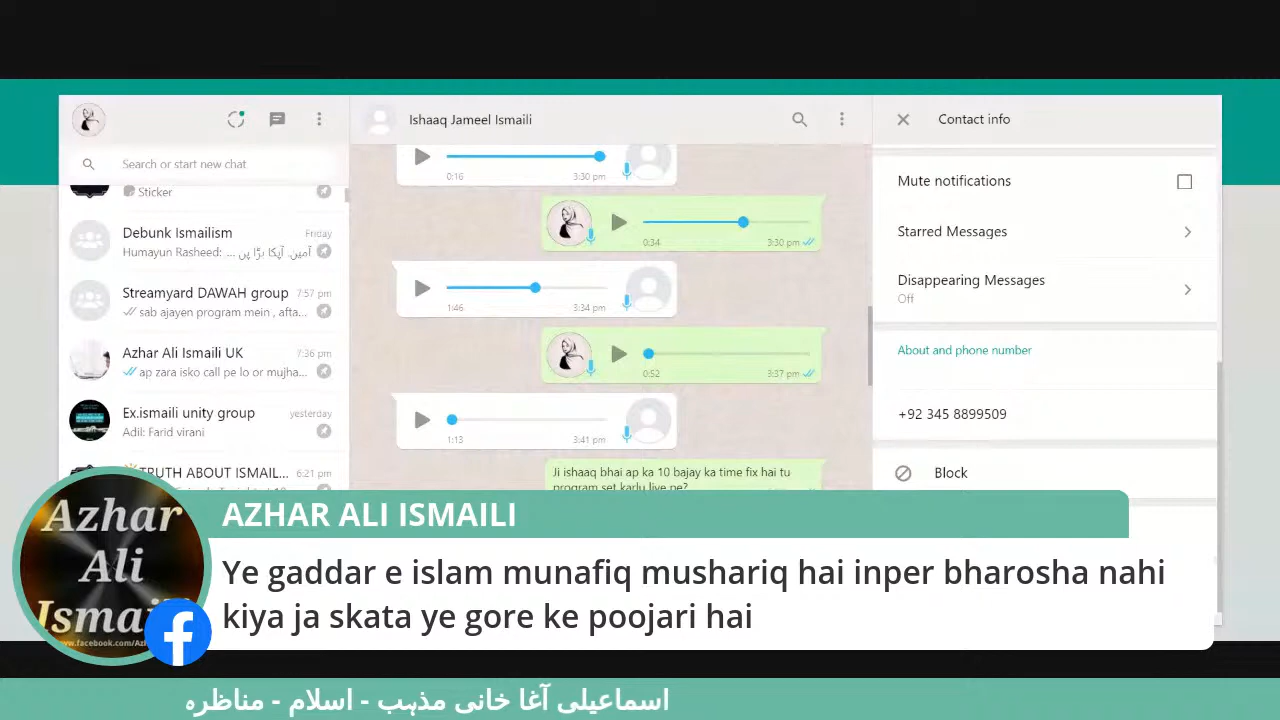 Ishaaq Jameel Ismaili
Contact info
Search or start new chat
Sticker
Debunk Ismailism
Friday
Humayun Rasheed: ... آمین. آپکا بڑا پن
Streamyard DAWAH group
7:57 pm
sab ajayen program mein , afta...
Azhar Ali Ismaili UK
7:36 pm
ap zara isko call pe lo or mujha...
Ex.ismaili unity group
yesterday
Adil: Farid virani
TRUTH ABOUT ISMAIL...
6:21 pm
0:16
3:30 pm
0:34
3:30 pm
1:46
3:34 pm
0:52
3:37 pm
1:13
3:41 pm
Ji ishaaq bhai ap ka 10 bajay ka time fix hai tu
program set karlu live pe?
Mute notifications
Starred Messages
Disappearing Messages
Off
About and phone number
+92 345 8899509
Block
Azhar
Ali
Ismaili
AZHAR ALI ISMAILI
Ye gaddar e islam munafiq mushariq hai inper bharosha nahi
kiya ja skata ye gore ke poojari hai
اسماعیلی آغا خانی مذہب - اسلام - مناظرہ